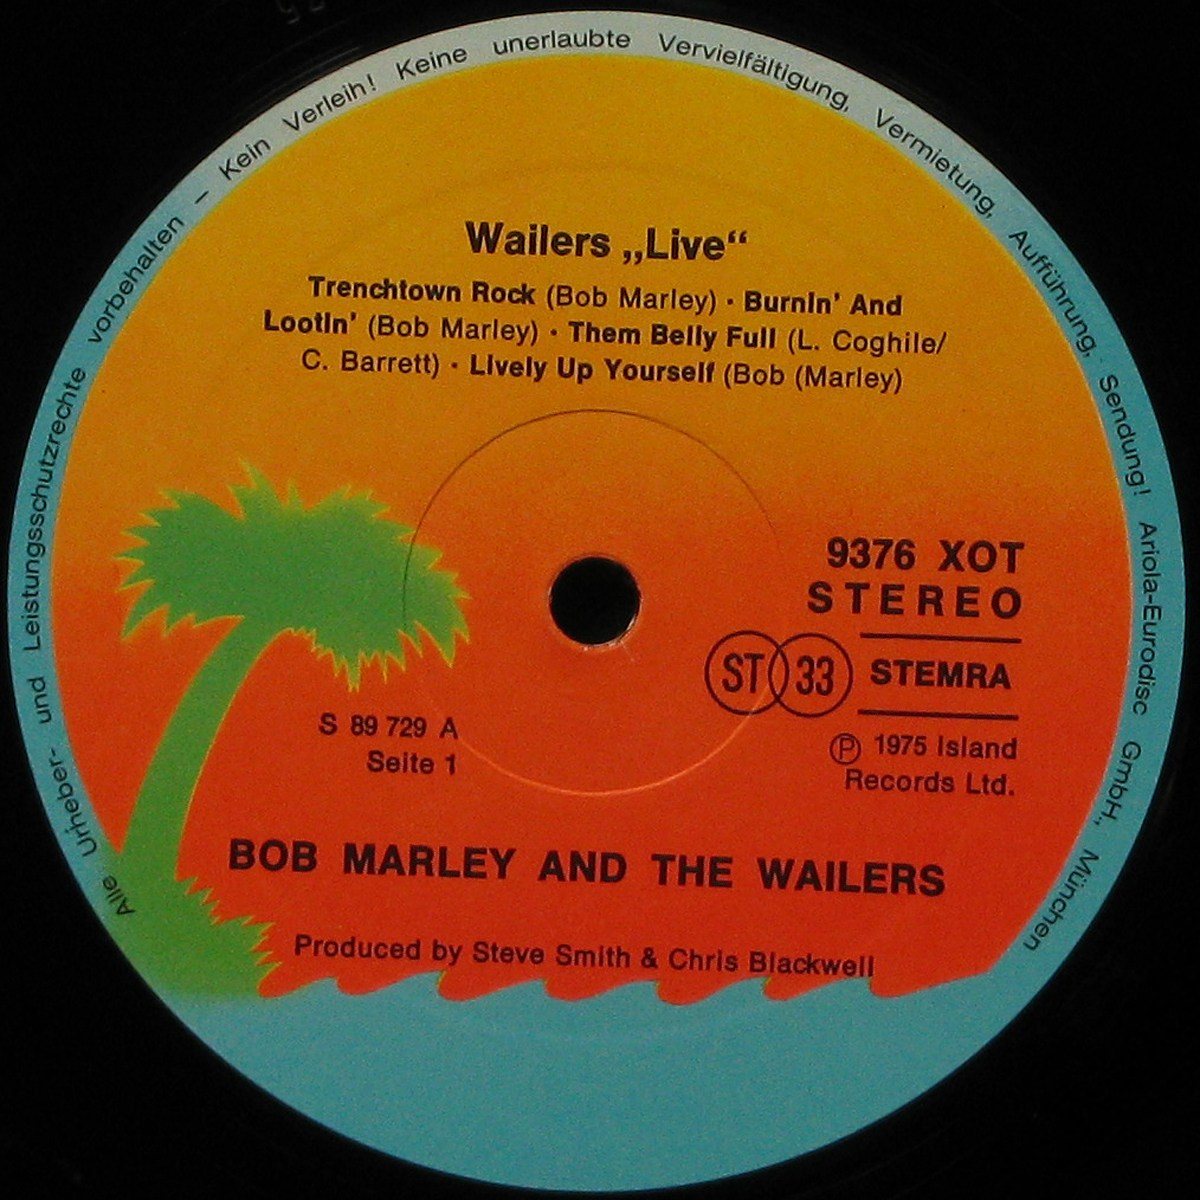 Alle Urheber- und Leistungsschutzrechte vorbehalten – Kein Verleih! Keine unerlaubte Vervielfältigung, Vermietung, Aufführung, Sendung! Ariola-Eurodisc GmbH., München
Wailers „Live“
Trenchtown Rock (Bob Marley) · Burnin' And
Lootin' (Bob Marley) · Them Belly Full (L. Coghile/
C. Barrett) · Lively Up Yourself (Bob (Marley)
9376 XOT
STEREO
ST 33 STEMRA
S 89 729 A
Seite 1
Ⓟ 1975 Island
Records Ltd.
BOB MARLEY AND THE WAILERS
Produced by Steve Smith & Chris Blackwell